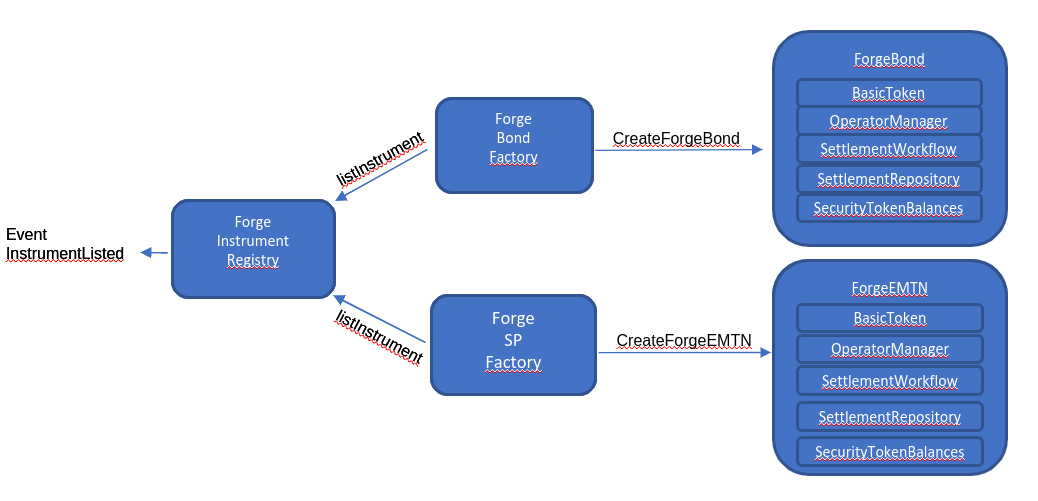 Event
InstrumentListed
Forge
Instrument
Registry
listInstrument
listInstrument
Forge
Bond
Factory
CreateForgeBond
Forge
SP
Factory
CreateForgeEMTN
ForgeBond
BasicToken
OperatorManager
SettlementWorkflow
SettlementRepository
SecurityTokenBalances
ForgeEMTN
BasicToken
OperatorManager
SettlementWorkflow
SettlementRepository
SecurityTokenBalances